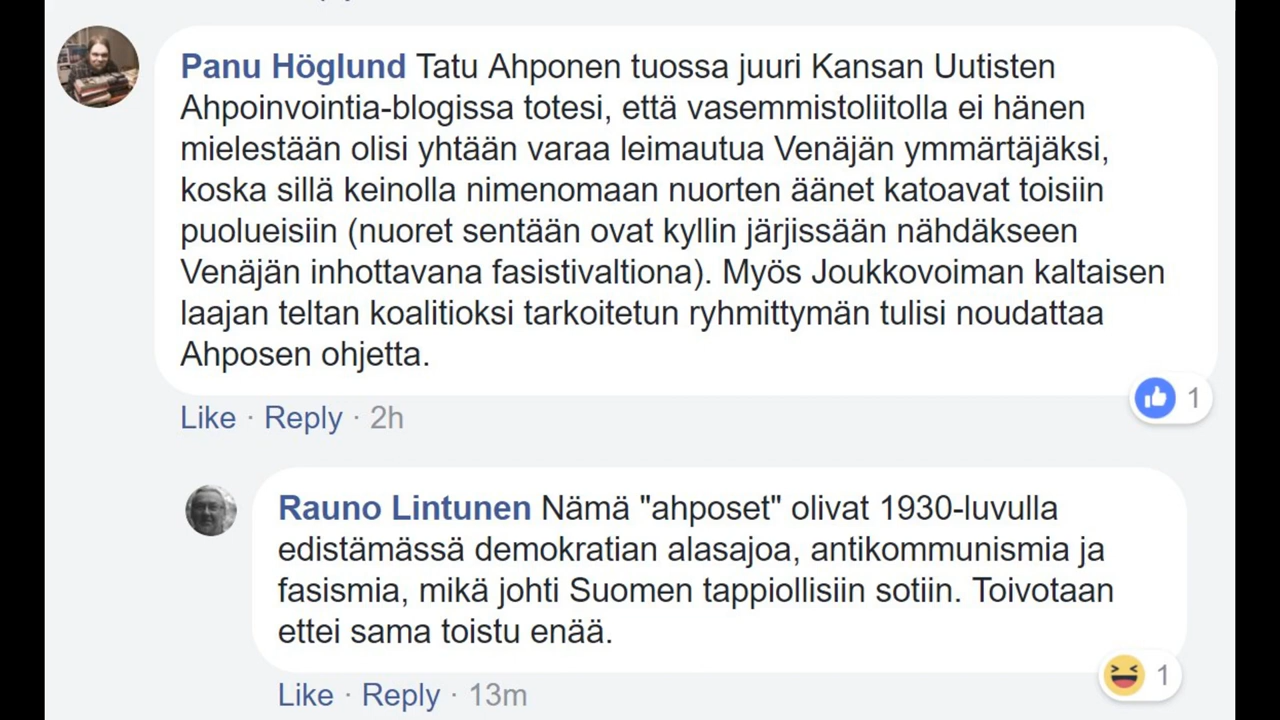 Panu Höglund Tatu Ahponen tuossa juuri Kansan Uutisten
Ahpoinvointia-blogissa totesi, että vasemmistoliitolla ei hänen
mielestään olisi yhtään varaa leimautua Venäjän ymmärtäjäksi,
koska sillä keinolla nimenomaan nuorten äänet katoavat toisiin
puolueisiin (nuoret sentään ovat kyllin järjissään nähdäkseen
Venäjän inhottavana fasistivaltiona). Myös Joukkovoiman kaltaisen
laajan teltan koalitioksi tarkoitetun ryhmittymän tulisi noudattaa
Ahposen ohjetta.
1
Like · Reply · 2h
Rauno Lintunen Nämä "ahposet" olivat 1930-luvulla
edistämässä demokratian alasajoa, antikommunismia ja
fasismia, mikä johti Suomen tappiollisiin sotiin. Toivotaan
ettei sama toistu enää.
1
Like · Reply · 13m